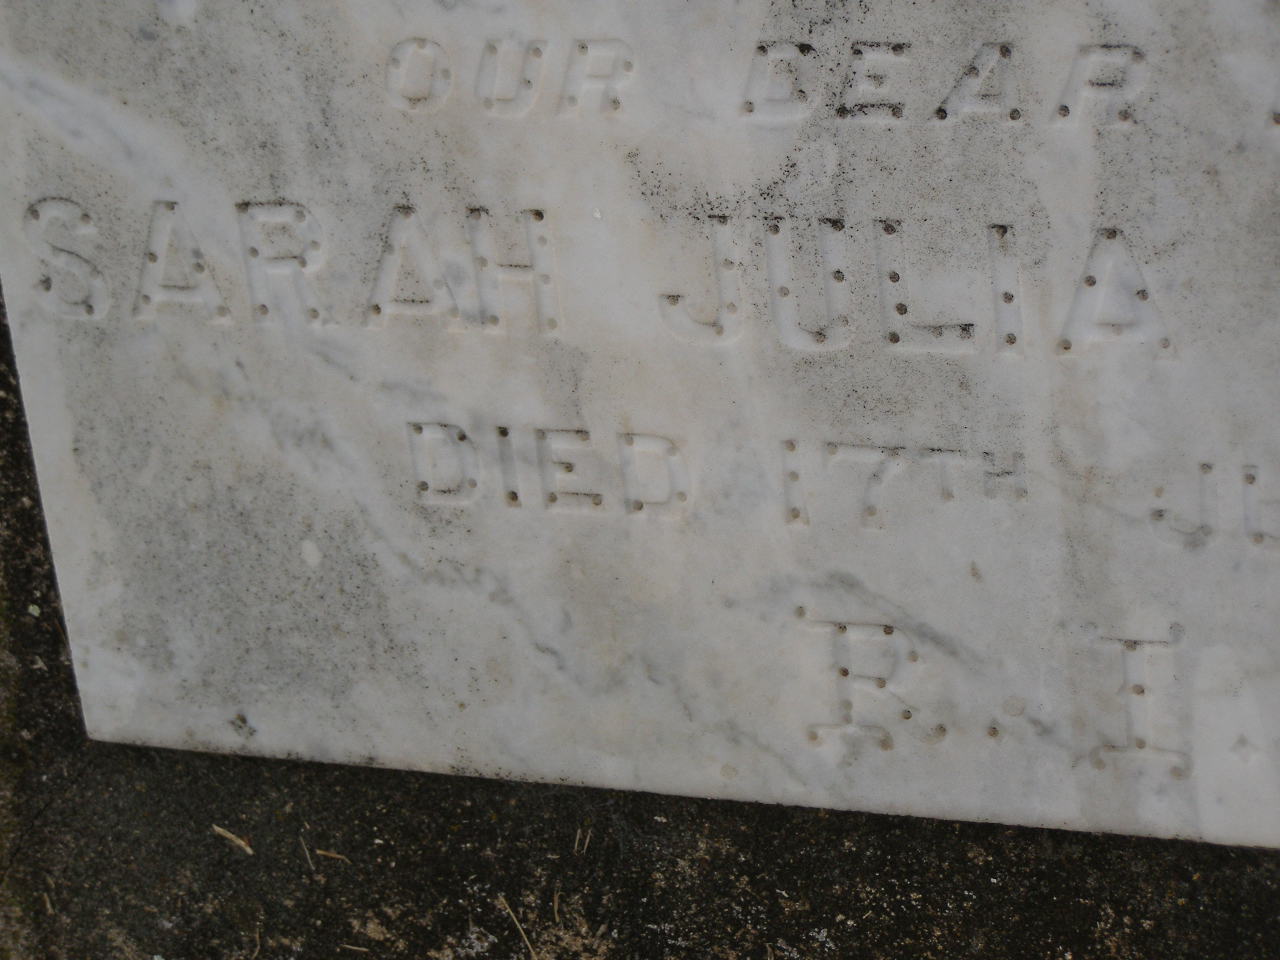 OUR DEAR
SARAH JULIA
DIED 17TH
R. I.